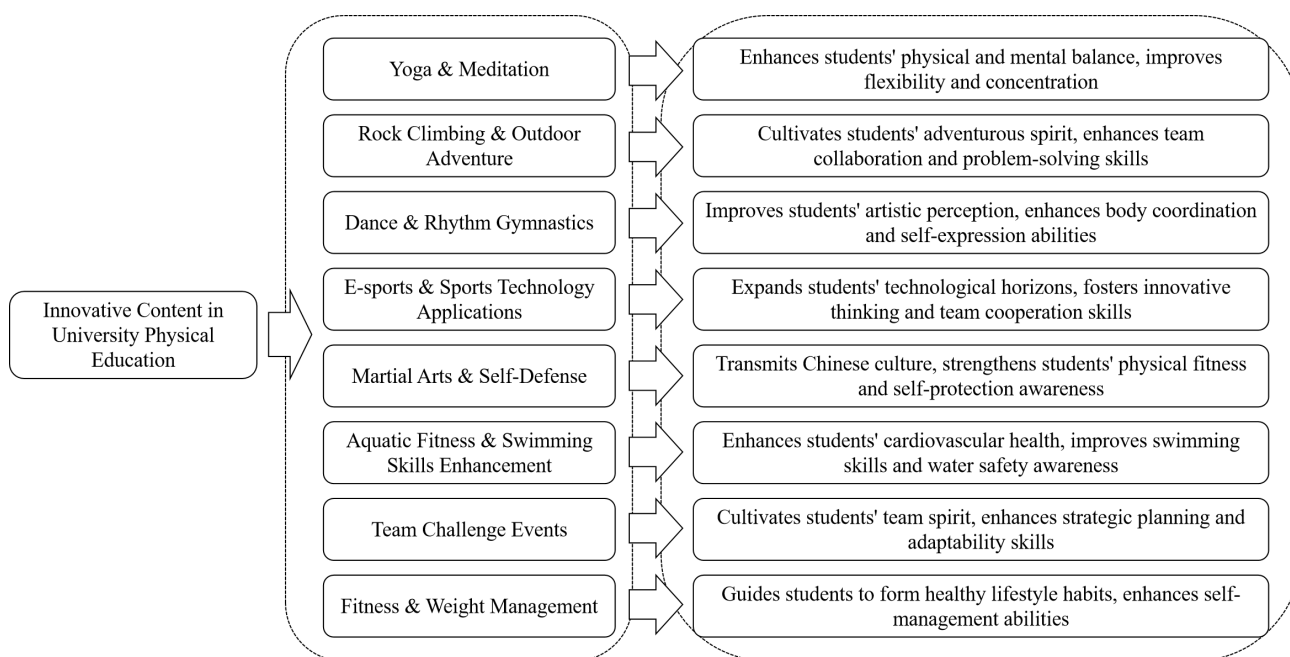 Innovative Content in
University Physical
Education
Yoga & Meditation
Enhances students' physical and mental balance, improves
flexibility and concentration
Rock Climbing & Outdoor
Adventure
Cultivates students' adventurous spirit, enhances team
collaboration and problem-solving skills
Dance & Rhythm Gymnastics
Improves students' artistic perception, enhances body coordination
and self-expression abilities
E-sports & Sports Technology
Applications
Expands students' technological horizons, fosters innovative
thinking and team cooperation skills
Martial Arts & Self-Defense
Transmits Chinese culture, strengthens students' physical fitness
and self-protection awareness
Aquatic Fitness & Swimming
Skills Enhancement
Enhances students' cardiovascular health, improves swimming
skills and water safety awareness
Team Challenge Events
Cultivates students' team spirit, enhances strategic planning and
adaptability skills
Fitness & Weight Management
Guides students to form healthy lifestyle habits, enhances self-
management abilities